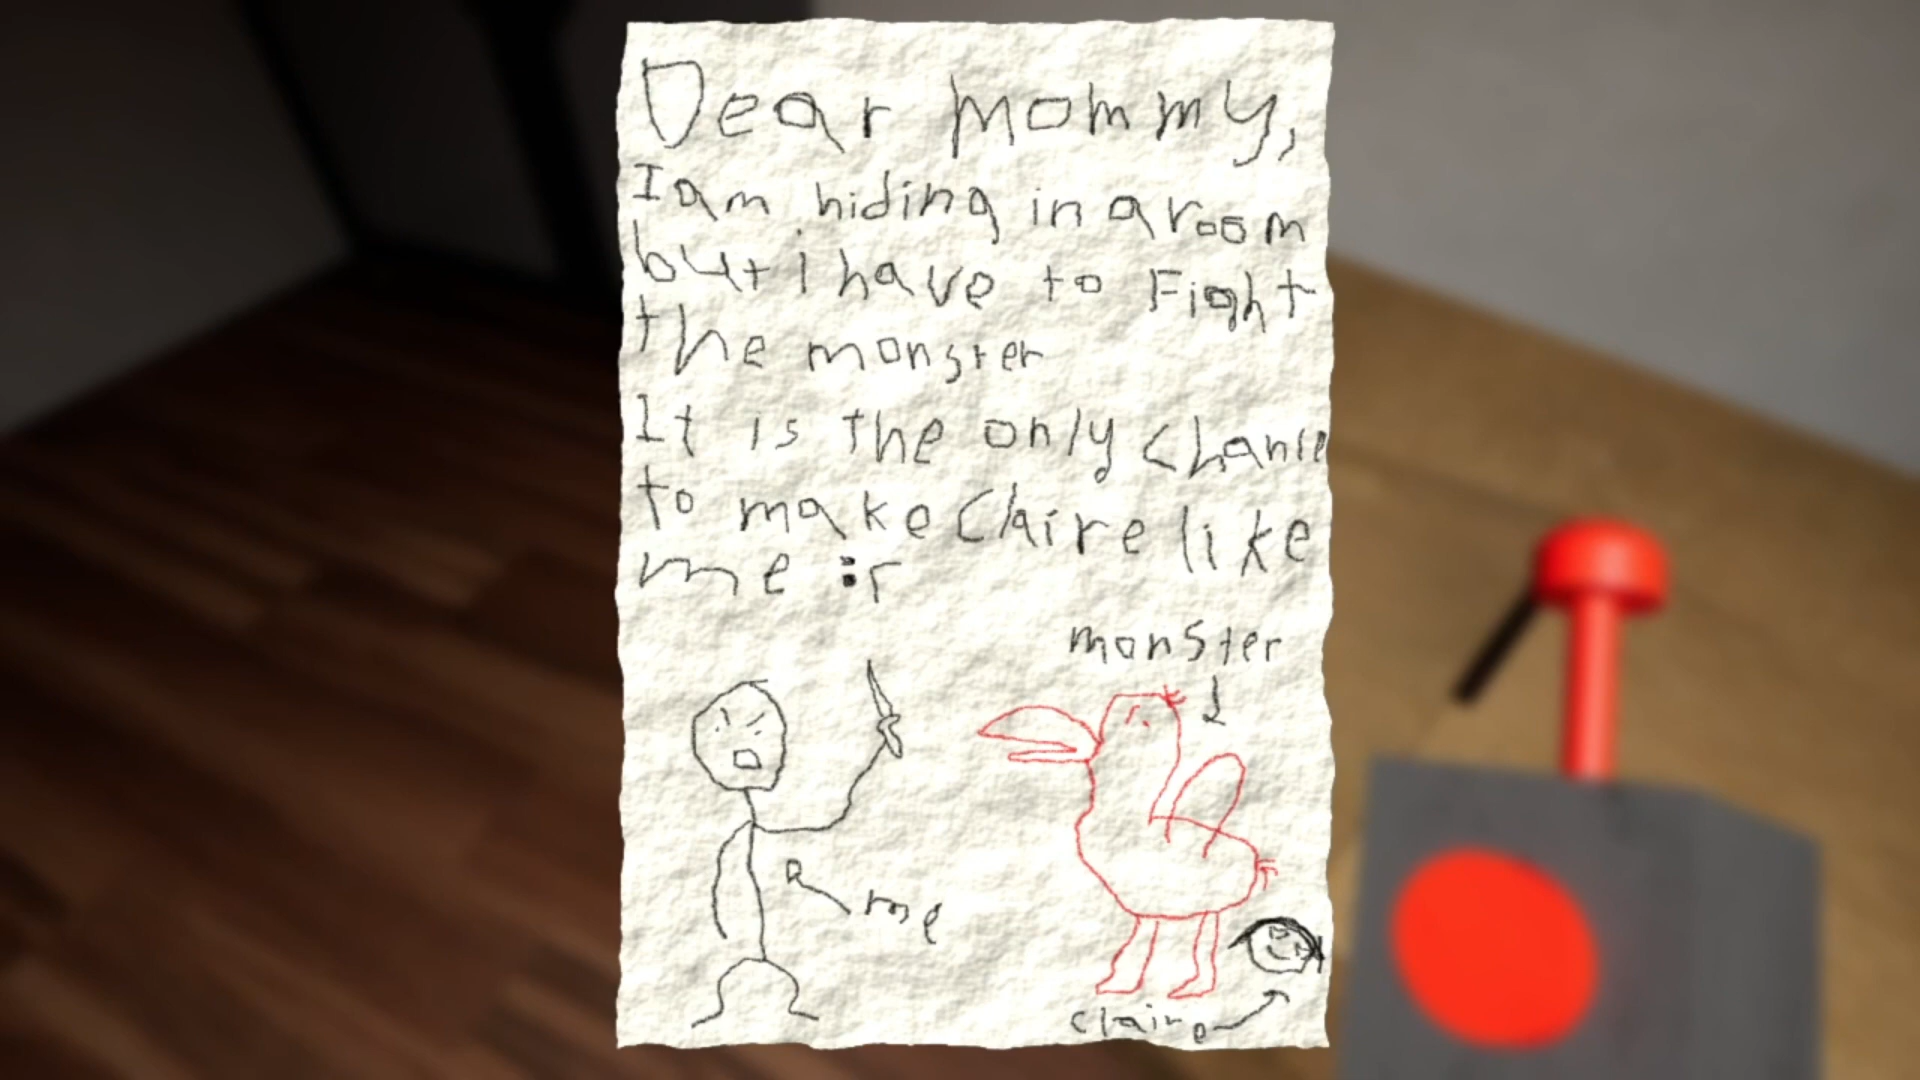 Dear mommy,
I am hiding in a room
but i have to Fight
the monster
It is the only chance
to make Claire like
me :r
monster
me
claire